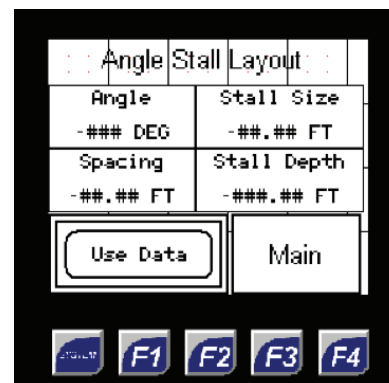 Angle Stall Layout
Angle Stall Size
-### DEG -##.## FT
Spacing Stall Depth
-##.## FT -###.## FT
Use Data Main
F1 F2 F3 F4